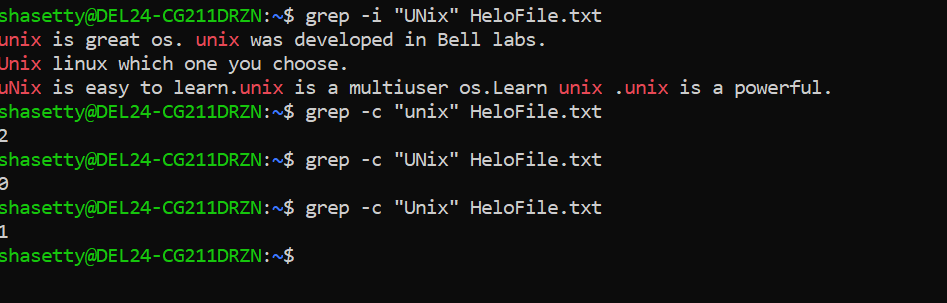 shasetty@DEL24-CG211DRZN:~$ grep -i "UNix" HeloFile.txt
unix is great os. unix was developed in Bell labs.
Unix linux which one you choose.
uNix is easy to learn.unix is a multiuser os.Learn unix .unix is a powerful.
shasetty@DEL24-CG211DRZN:~$ grep -c "unix" HeloFile.txt
2
shasetty@DEL24-CG211DRZN:~$ grep -c "UNix" HeloFile.txt
0
shasetty@DEL24-CG211DRZN:~$ grep -c "Unix" HeloFile.txt
1
shasetty@DEL24-CG211DRZN:~$